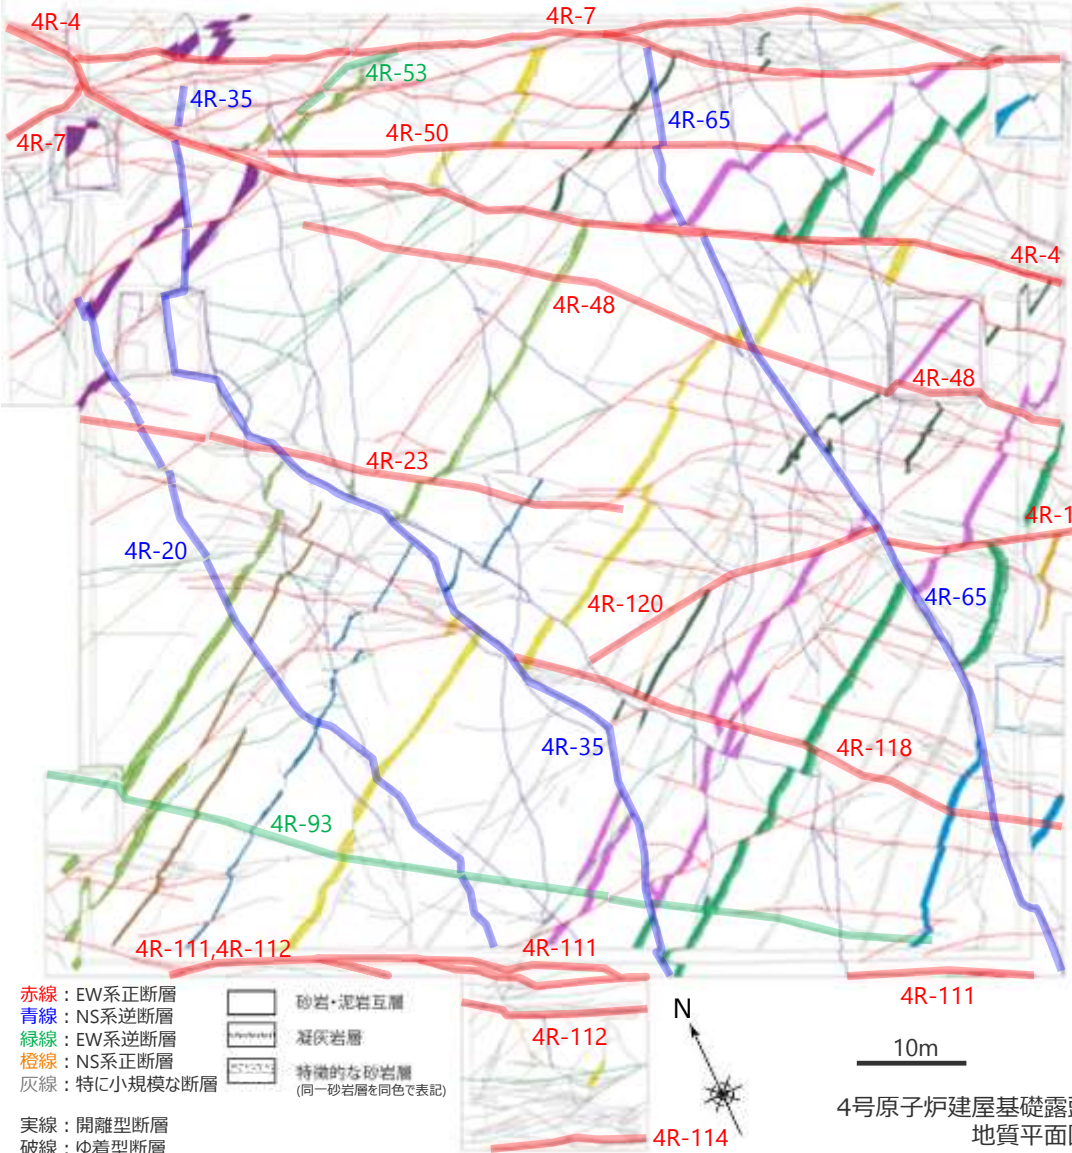 4R-4
4R-7
4R-53
4R-35
4R-65
4R-50
4R-7
4R-4
4R-48
4R-48
4R-23
4R-1
4R-20
4R-120
4R-65
4R-35
4R-118
4R-93
4R-111,4R-112
4R-111
4R-111
赤線：EW系正断層
青線：NS系逆断層
緑線：EW系逆断層
橙線：NS系正断層
灰線：特に小規模な断層
実線：開離型断層
破線：ゆ着型断層
砂岩・泥岩互層
凝灰岩層
特徴的な砂岩層
(同一砂岩層を同色で表記)
4R-112
4R-114
N
10m
4号原子炉建屋基礎露
地質平面